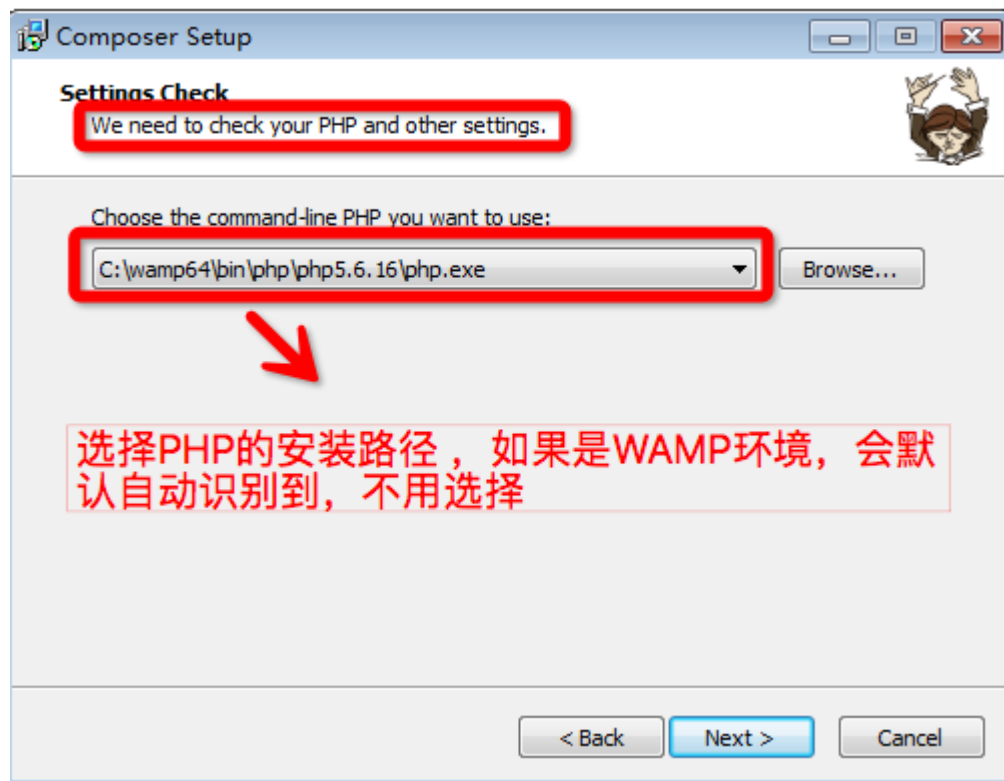 Composer Setup
Settings Check
We need to check your PHP and other settings.
Choose the command-line PHP you want to use:
C:\wamp64\bin\php\php5.6.16\php.exe
Browse...
选择PHP的安装路径 ，如果是WAMP环境，会默
认自动识别到，不用选择
< Back
Next >
Cancel